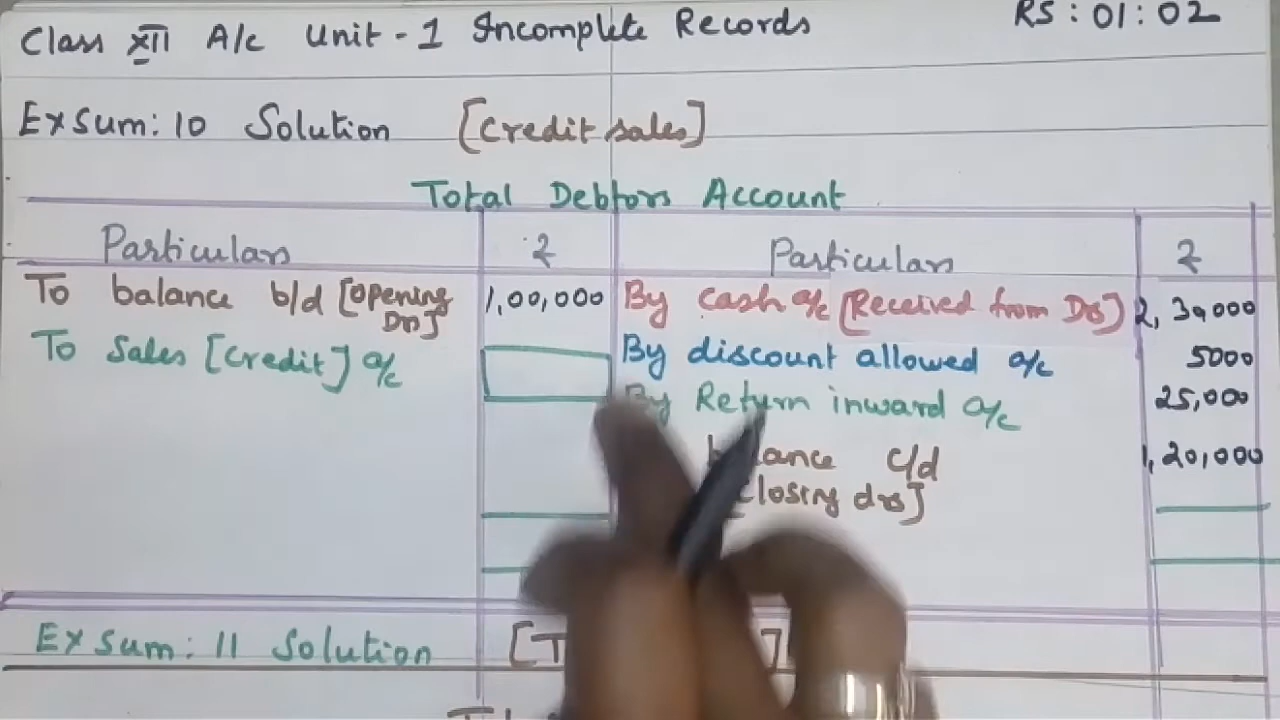 Class XII A/c Unit - 1 Incomplete Records RS : 01 : 02
Ex Sum: 10 Solution [Credit sales]
Total Debtors Account
Particulars ₹ Particulars ₹
To balance b/d [Opening Drs] 1,00,000 By cash a/c [Received from Drs] 2,30,000
To Sales [Credit] a/c By discount allowed a/c 5000
By Return inward a/c 25,000
balance c/d 1,20,000
closing drs]
Ex sum: 11 Solution